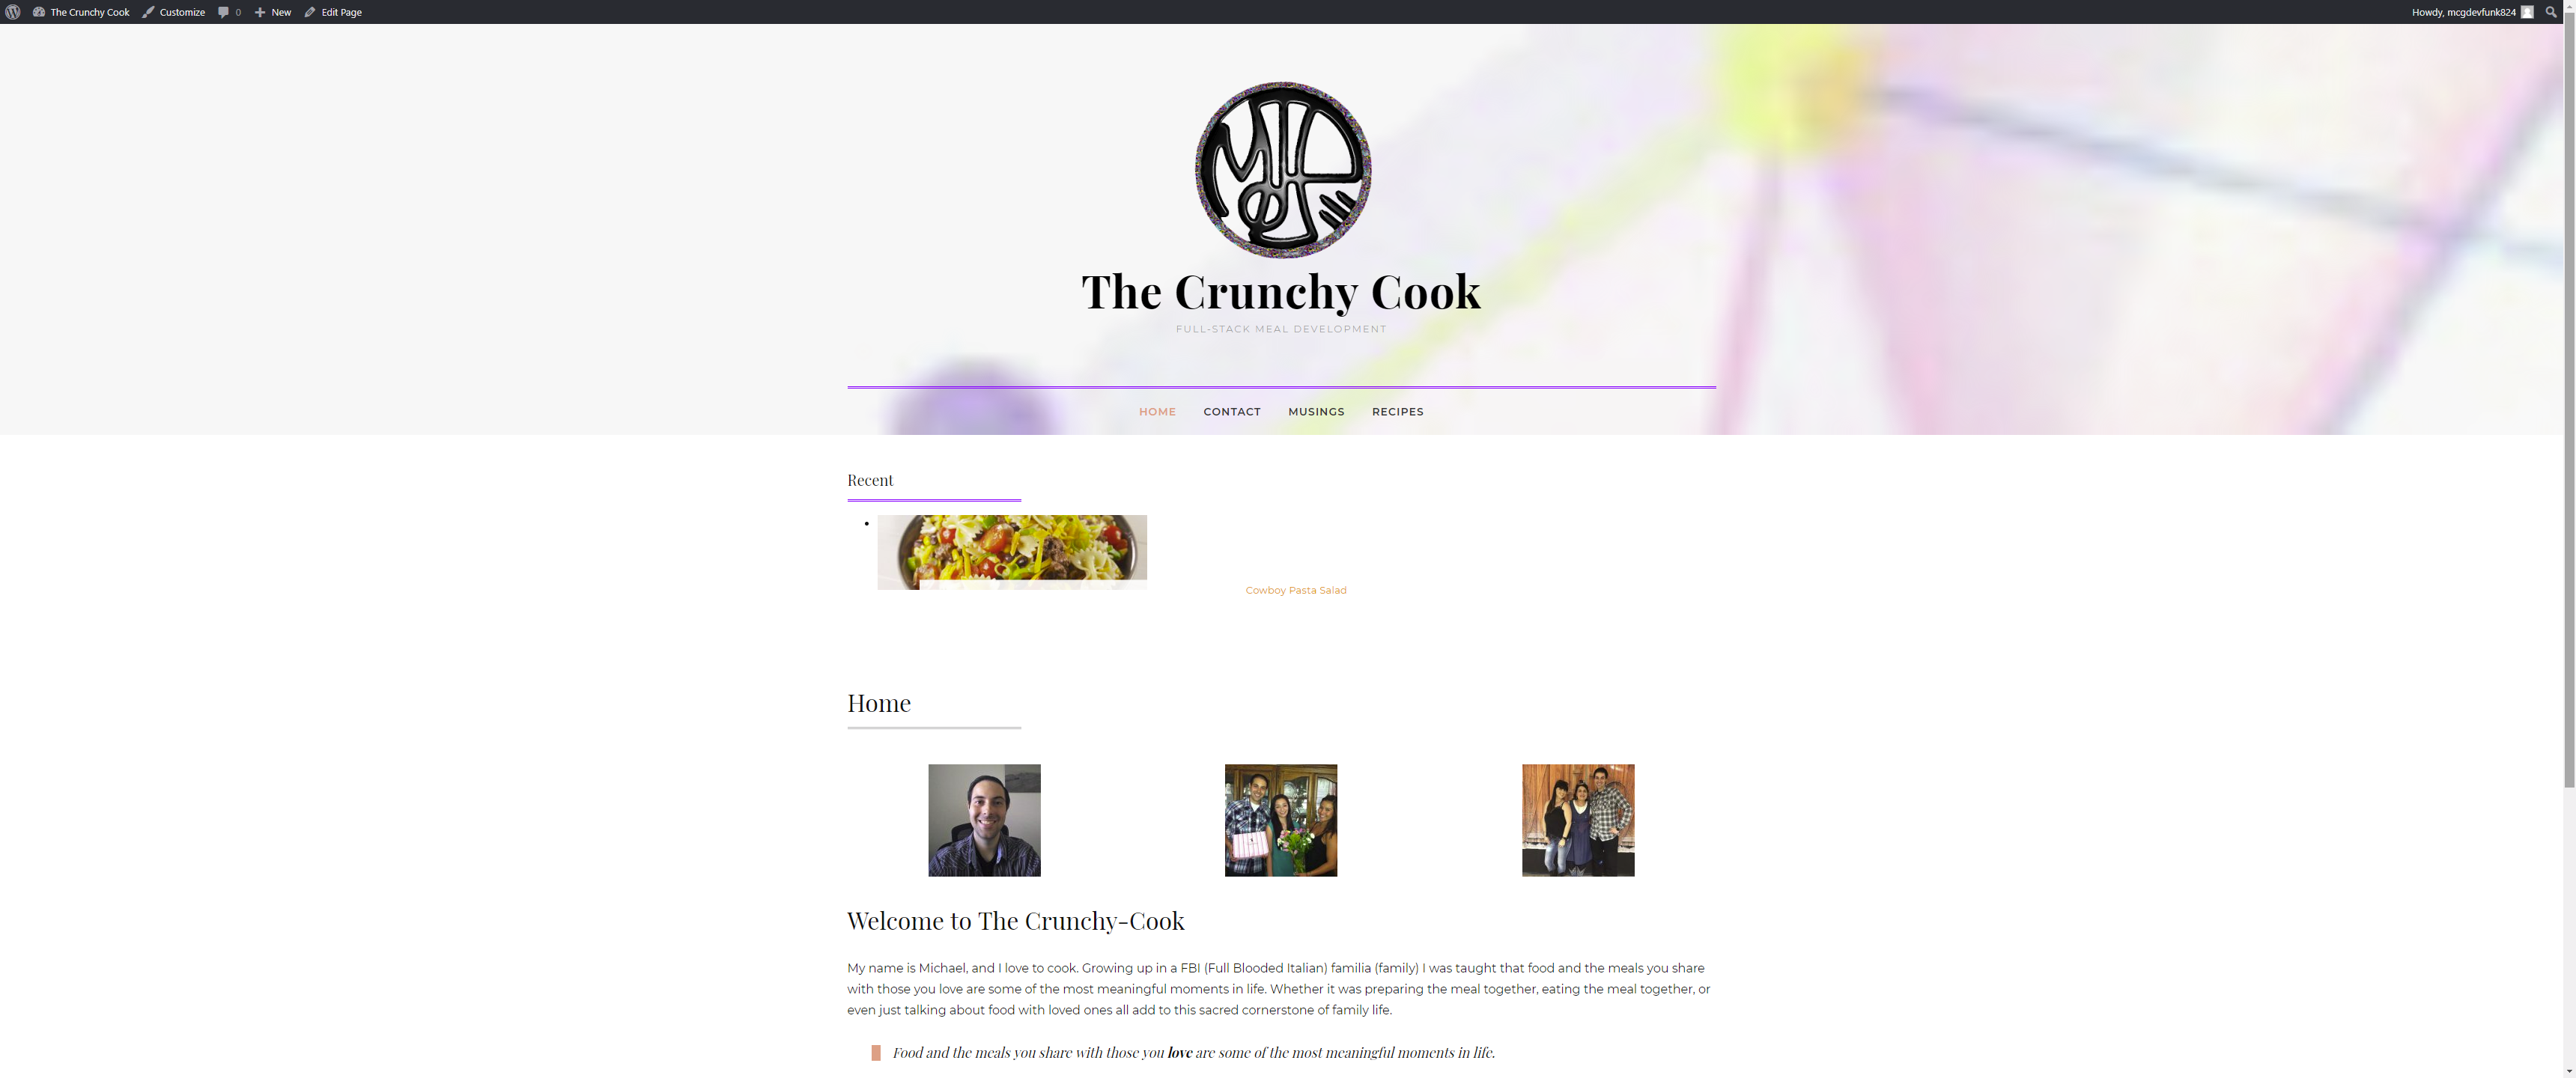 The Crunchy Cook Customize 0 New Edit Page Howdy, mcgdevfunk824
The Crunchy Cook
FULL-STACK MEAL DEVELOPMENT
HOME CONTACT MUSINGS RECIPES
Recent
Cowboy Pasta Salad
Home
Welcome to The Crunchy-Cook
My name is Michael, and I love to cook. Growing up in a FBI (Full Blooded Italian) familia (family) I was taught that food and the meals you share
with those you love are some of the most meaningful moments in life. Whether it was preparing the meal together, eating the meal together, or
even just talking about food with loved ones all add to this sacred cornerstone of family life.
Food and the meals you share with those you love are some of the most meaningful moments in life.